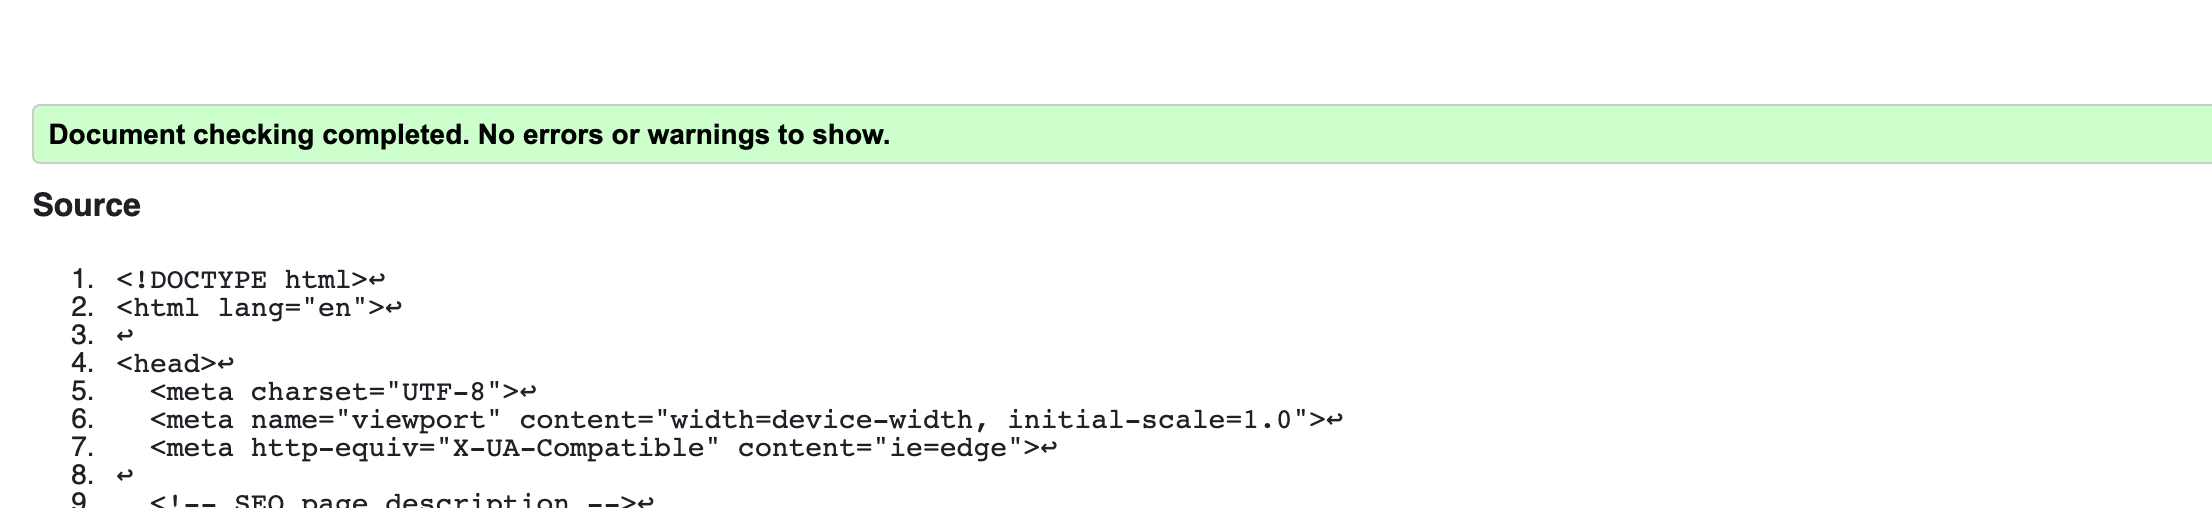 Document checking completed. No errors or warnings to show.
Source
1. <!DOCTYPE html>↩
2. <html lang="en">↩
3. ↩
4. <head>↩
5.   <meta charset="UTF-8">↩
6.   <meta name="viewport" content="width=device-width, initial-scale=1.0">↩
7.   <meta http-equiv="X-UA-Compatible" content="ie=edge">↩
8. ↩
9   <!-- SEO page description -->↩